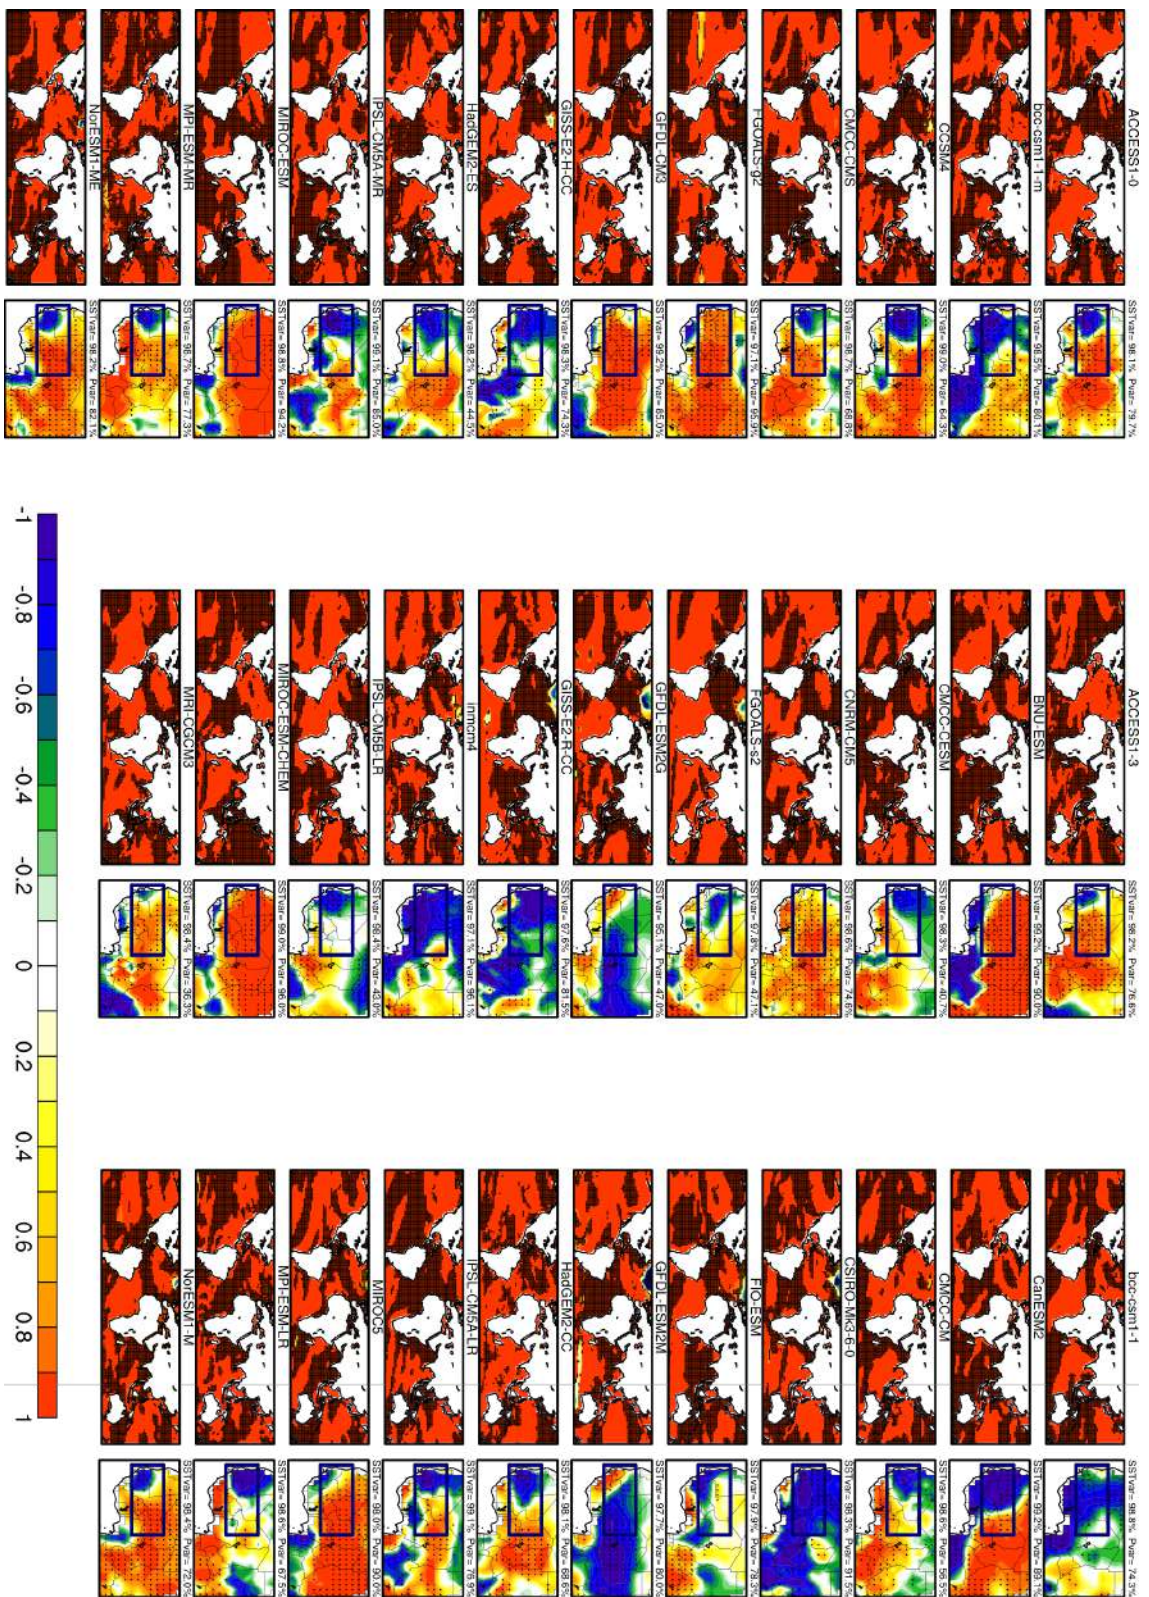 ACCESS1-0
SSTvar= 98.1% Pvar= 79.7%
ACCESS1-3
SSTvar= 98.2% Pvar= 76.6%
bcc-csm1-1
SSTvar= 98.8% Pvar= 74.3%
bcc-csm1-1-m
SSTvar= 98.5% Pvar= 80.1%
BNU-ESM
SSTvar= 99.2% Pvar= 90.0%
CanESM2
SSTvar= 99.2% Pvar= 89.1%
CCSM4
SSTvar= 99.0% Pvar= 64.3%
CMCC-CESM
SSTvar= 98.3% Pvar= 40.7%
CMCC-CM
SSTvar= 98.6% Pvar= 56.5%
CMCC-CMS
SSTvar= 98.7% Pvar= 68.8%
CNRM-CM5
SSTvar= 98.6% Pvar= 74.6%
CSIRO-Mk3-6-0
SSTvar= 98.3% Pvar= 91.5%
FGOALS-g2
SSTvar= 97.1% Pvar= 95.9%
FGOALS-s2
SSTvar= 97.8% Pvar= 47.1%
FIO-ESM
SSTvar= 97.9% Pvar= 78.3%
GFDL-CM3
SSTvar= 99.2% Pvar= 85.0%
GFDL-ESM2G
SSTvar= 95.1% Pvar= 47.0%
GFDL-ESM2M
SSTvar= 97.7% Pvar= 80.0%
GISS-E2-H-CC
SSTvar= 98.3% Pvar= 74.3%
GISS-E2-R-CC
SSTvar= 97.6% Pvar= 81.5%
HadGEM2-CC
SSTvar= 98.1% Pvar= 68.6%
HadGEM2-ES
SSTvar= 98.2% Pvar= 44.5%
inmcm4
SSTvar= 97.1% Pvar= 96.1%
IPSL-CM5A-LR
SSTvar= 99.1% Pvar= 76.9%
IPSL-CM5A-MR
SSTvar= 99.1% Pvar= 85.0%
IPSL-CM5B-LR
SSTvar= 98.4% Pvar= 43.0%
MIROC5
SSTvar= 98.0% Pvar= 90.0%
MIROC-ESM
SSTvar= 98.8% Pvar= 94.2%
MIROC-ESM-CHEM
SSTvar= 99.0% Pvar= 96.0%
MPI-ESM-LR
SSTvar= 98.6% Pvar= 67.5%
MPI-ESM-MR
SSTvar= 98.7% Pvar= 77.3%
MRI-CGCM3
SSTvar= 98.4% Pvar= 36.3%
NorESM1-M
SSTvar= 98.4% Pvar= 72.0%
NorESM1-ME
SSTvar= 98.2% Pvar= 82.1%
-1 -0.8 -0.6 -0.4 -0.2 0 0.2 0.4 0.6 0.8 1